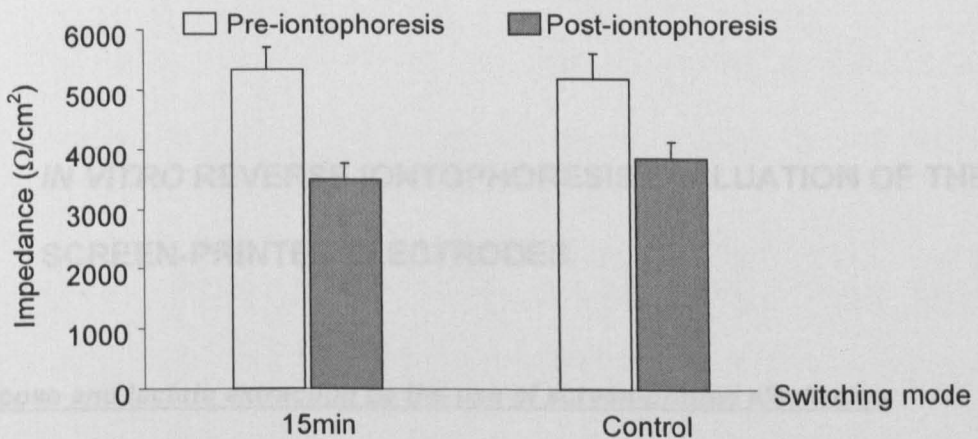 Pre-iontophoresis Post-iontophoresis
Impedance (Ω/cm²)
6000
5000
4000
3000
2000
1000
0
15min Control
Switching mode
IN VITRO REVERSE IONTOPHORESIS EVALUATION OF THE
SCREEN-PRINTED ELECTRODES